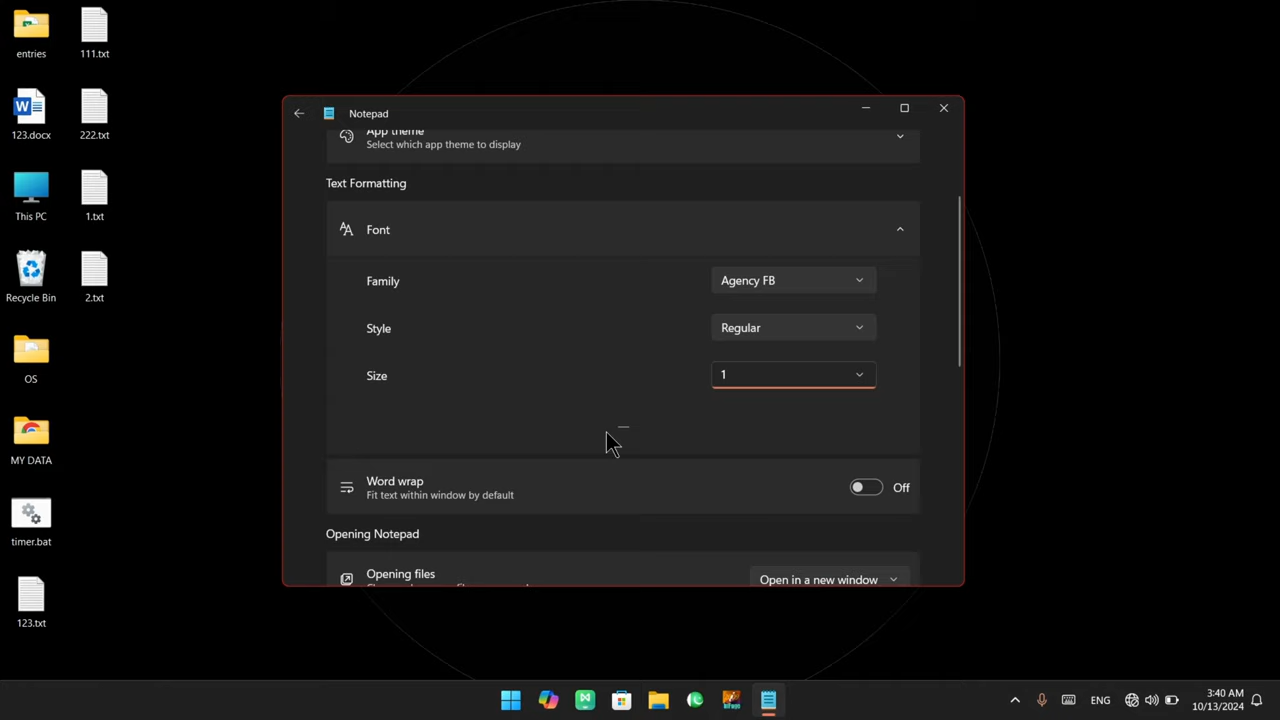 entries
111.txt
123.docx
222.txt
This PC
1.txt
Recycle Bin
2.txt
OS
MY DATA
timer.bat
123.txt
Notepad
App theme
Select which app theme to display
Text Formatting
Font
Family
Agency FB
Style
Regular
Size
1
Word wrap
Fit text within window by default
Off
Opening Notepad
Opening files
Open in a new window
ENG
3:40 AM
10/13/2024